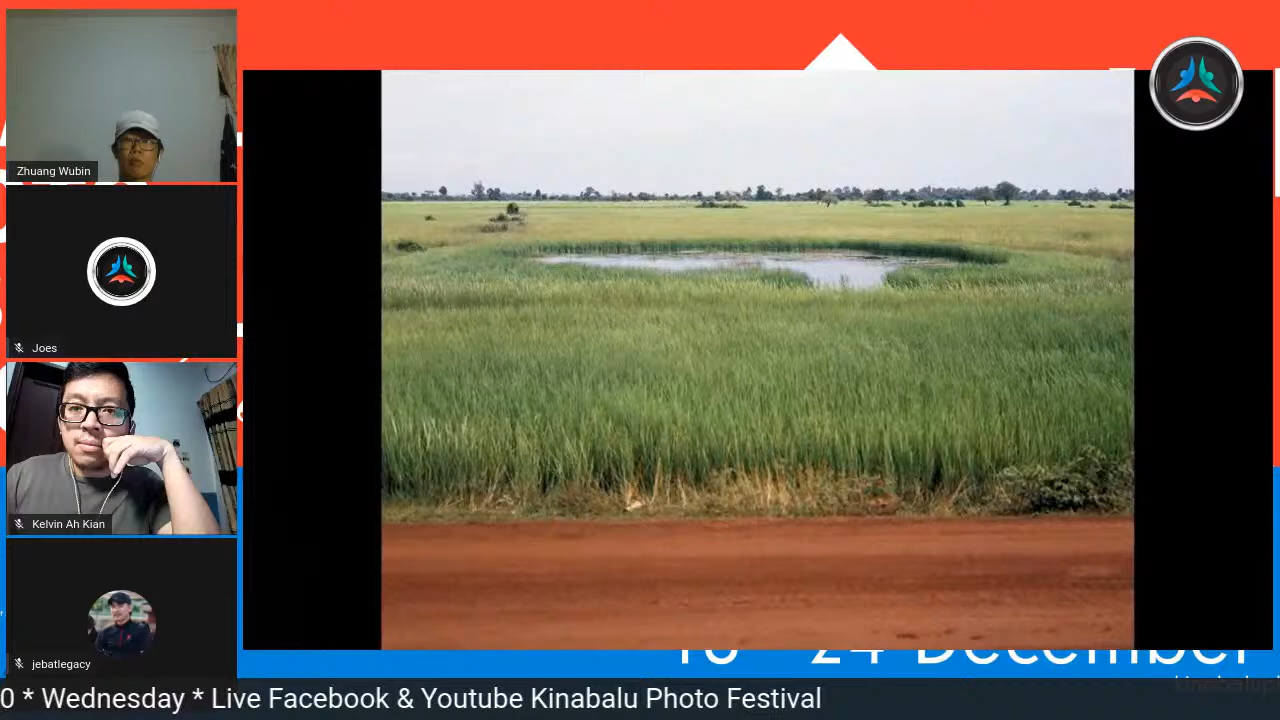 Zhuang Wubin
Joes
Kelvin Ah Kian
jebatlegacy
24 December
0 * Wednesday * Live Facebook & Youtube Kinabalu Photo Festival